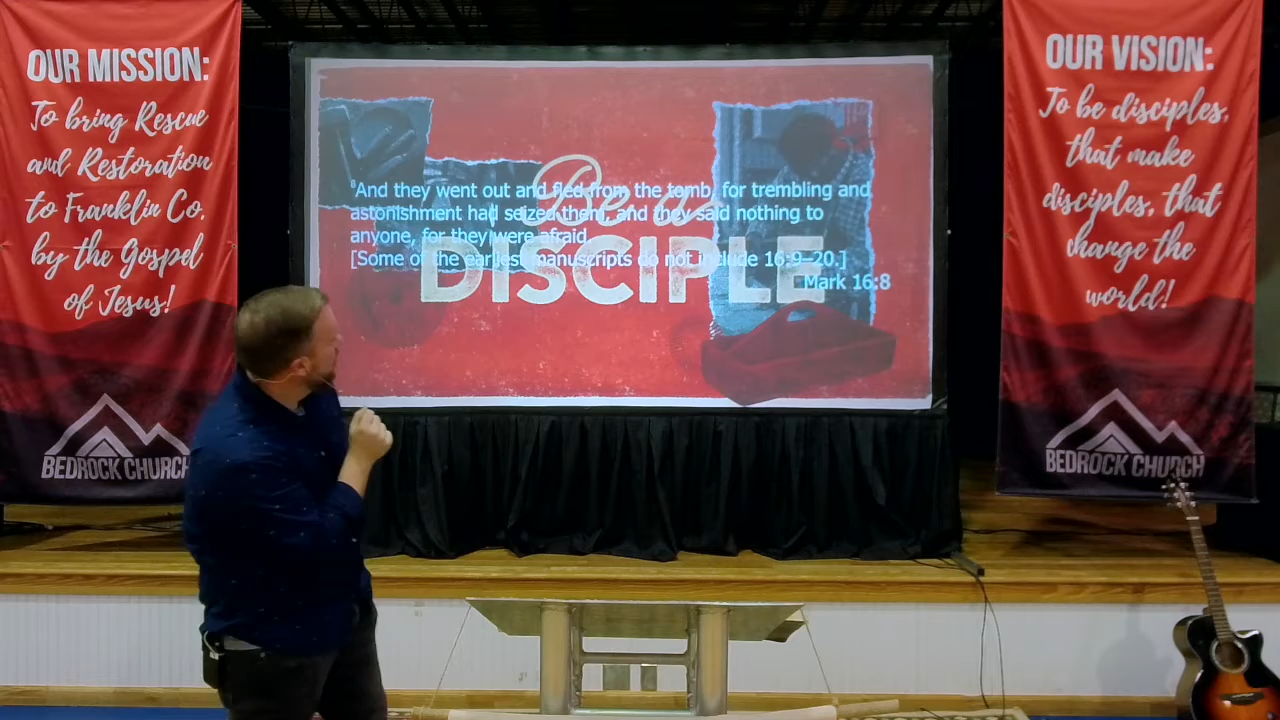 OUR MISSION:
To bring Rescue
and Restoration
to Franklin Co.
by the Gospel
of Jesus!
BEDROCK CHURCH
8And they went out and fled from the tomb, for trembling and
astonishment had seized them, and they said nothing to
anyone, for they were afraid.
[Some of the earliest manuscripts do not include 16:9–20.]
Mark 16:8
Be a
DISCIPLE
OUR VISION:
To be disciples,
that make
disciples, that
change the
world!
BEDROCK CHURCH